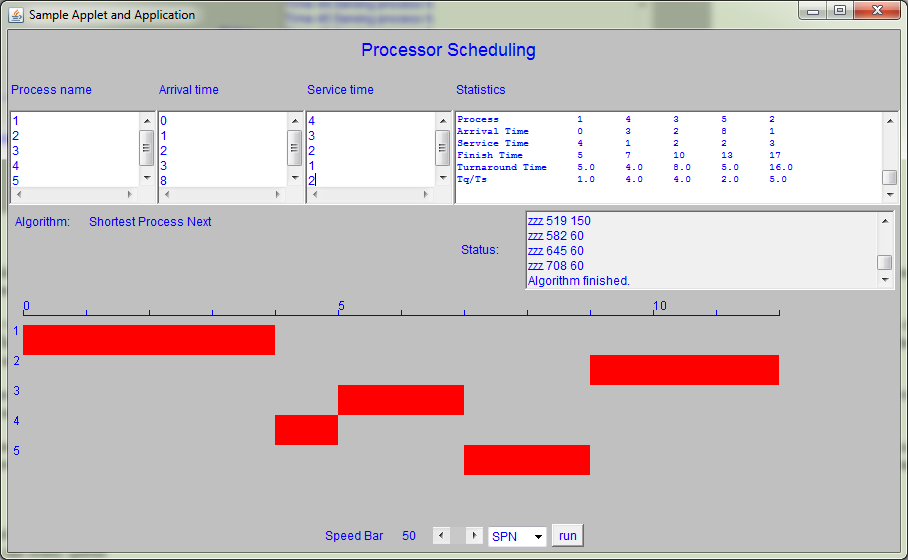 Time 44 Serving process 5
Sample Applet and Application
Processor Scheduling
Process name Arrival time Service time Statistics
1
2
3
4
5
0
1
2
3
8
4
3
2
1
2
Process 1 4 3 5 2
Arrival Time 0 3 2 8 1
Service Time 4 1 2 2 3
Finish Time 5 7 10 13 17
Turnaround Time 5.0 4.0 8.0 5.0 16.0
Tq/Ts 1.0 4.0 4.0 2.0 5.0
Algorithm: Shortest Process Next
Status:
zzz 519 150
zzz 582 60
zzz 645 60
zzz 708 60
Algorithm finished.
0 5 10
1
2
3
4
5
Speed Bar 50 SPN run